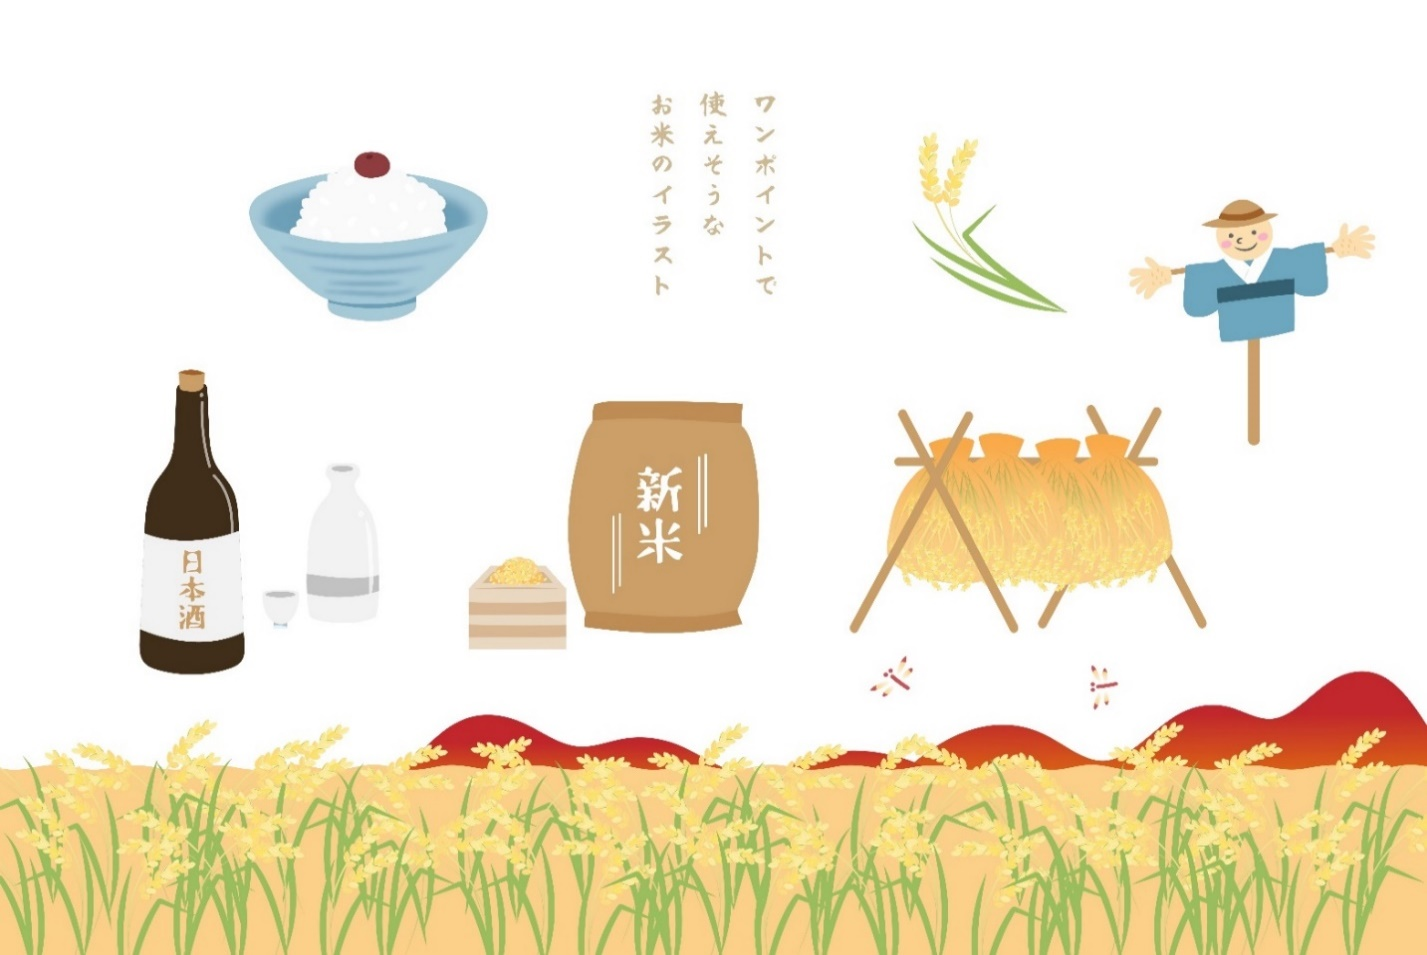 ワンポイントで
使えそうな
お米のイラスト
新米
日本酒